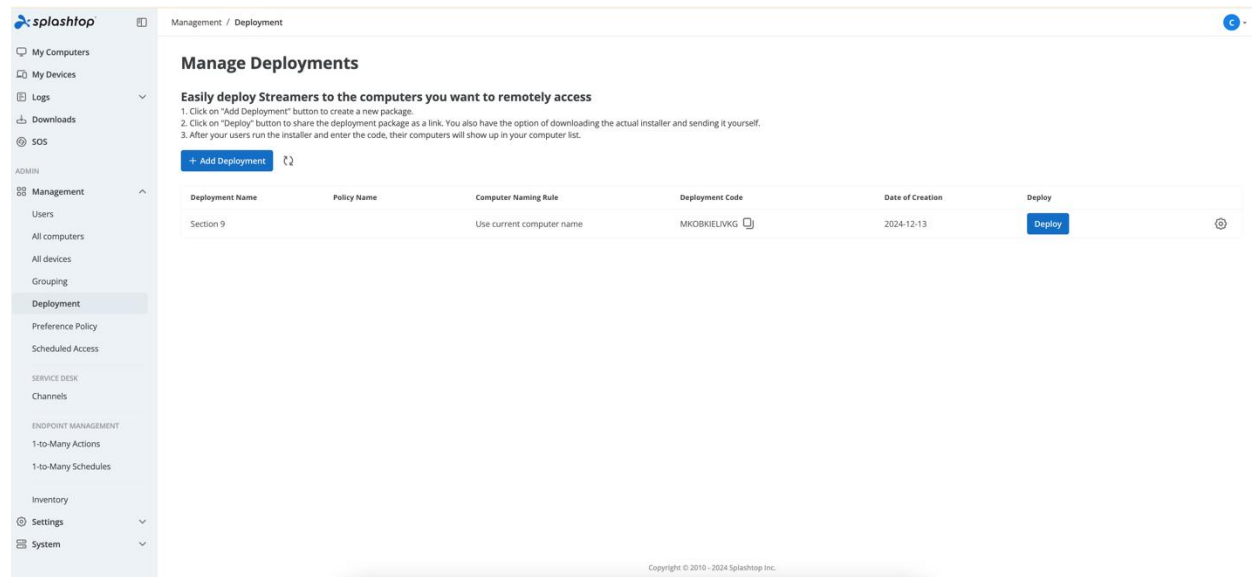 splashtop
My Computers
My Devices
Logs
Downloads
SOS
ADMIN
Management
Users
All computers
All devices
Grouping
Deployment
Preference Policy
Scheduled Access
SERVICE DESK
Channels
ENDPOINT MANAGEMENT
1-to-Many Actions
1-to-Many Schedules
Inventory
Settings
System
Management / Deployment
C
Manage Deployments
Easily deploy Streamers to the computers you want to remotely access
1. Click on "Add Deployment" button to create a new package.
2. Click on "Deploy" button to share the deployment package as a link. You also have the option of downloading the actual installer and sending it yourself.
3. After your users run the installer and enter the code, their computers will show up in your computer list.
+ Add Deployment
Deployment Name Policy Name Computer Naming Rule Deployment Code Date of Creation Deploy
Section 9 Use current computer name MKOBKIELIVKG 2024-12-13 Deploy
Copyright © 2010 - 2024 Splashtop Inc.